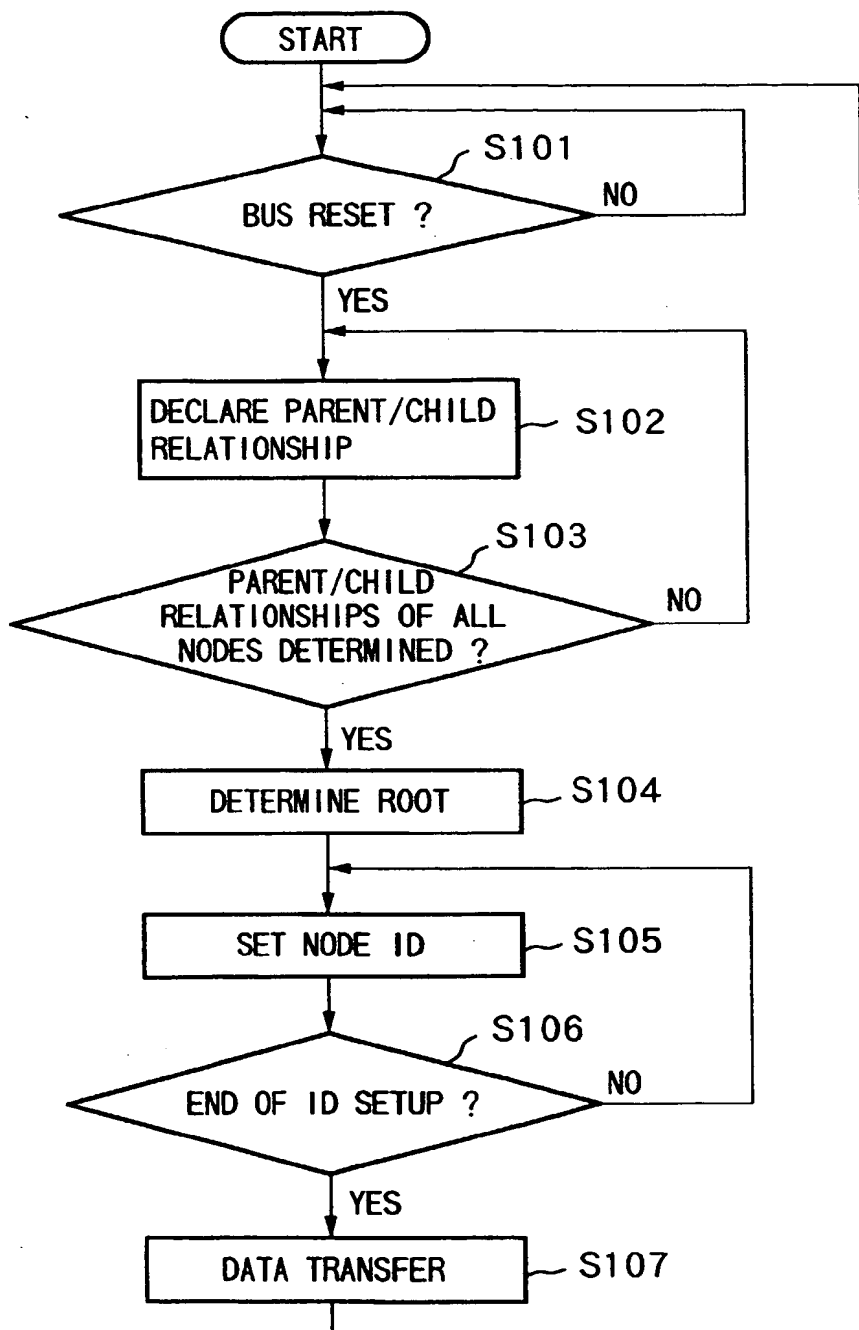 START
S101
BUS RESET ?
NO
YES
DECLARE PARENT/CHILD
RELATIONSHIP
S102
S103
PARENT/CHILD
RELATIONSHIPS OF ALL
NODES DETERMINED ?
NO
YES
DETERMINE ROOT
S104
SET NODE ID
S105
S106
END OF ID SETUP ?
NO
YES
DATA TRANSFER
S107